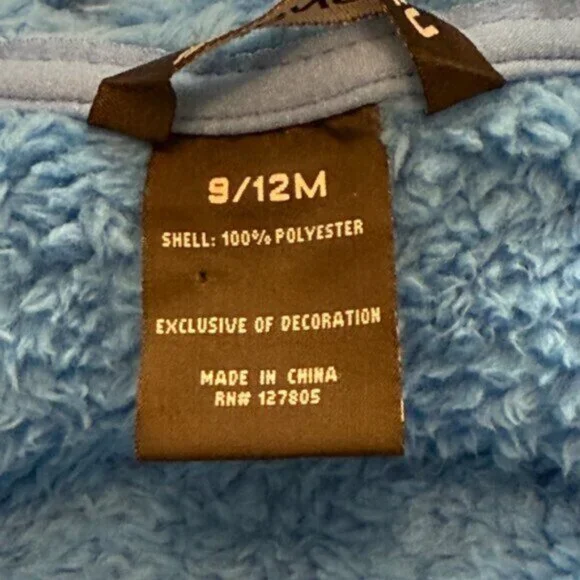 9/12M
SHELL: 100% POLYESTER
EXCLUSIVE OF DECORATION
MADE IN CHINA
RN# 127805